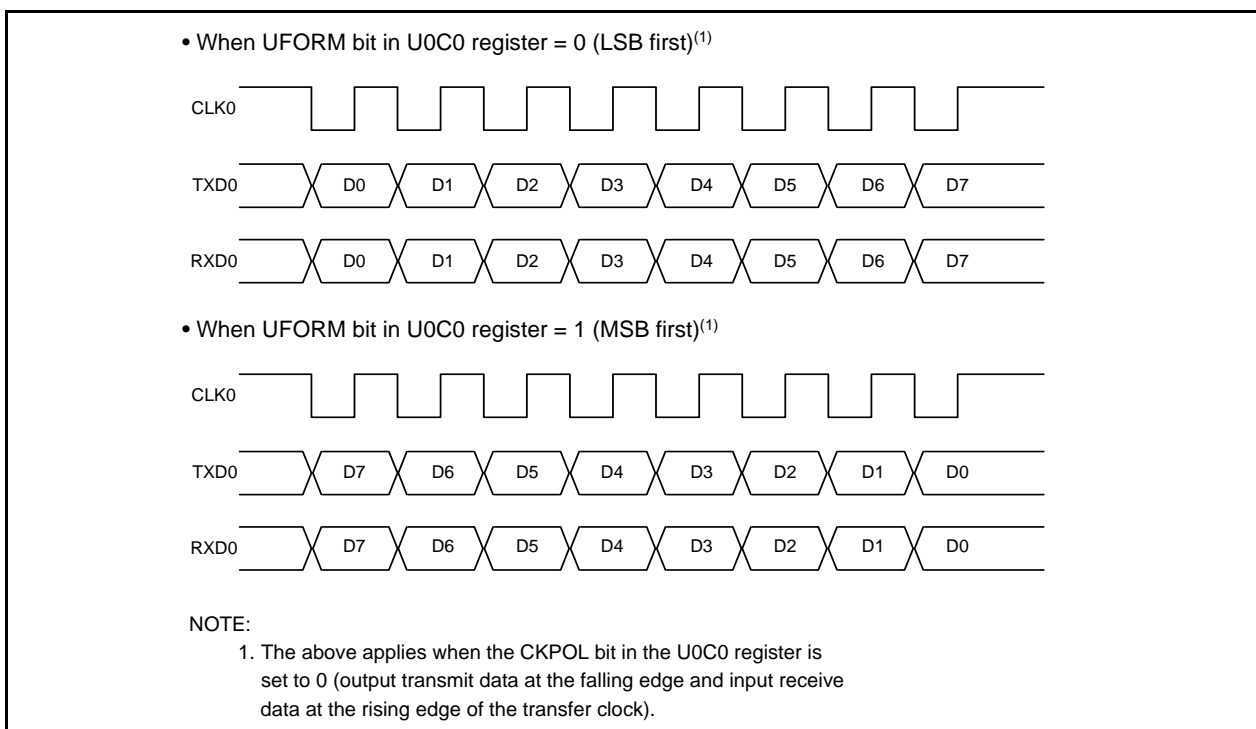 • When UFORM bit in U0C0 register = 0 (LSB first)(1)
CLK0
TXD0 D0 D1 D2 D3 D4 D5 D6 D7
RXD0 D0 D1 D2 D3 D4 D5 D6 D7
• When UFORM bit in U0C0 register = 1 (MSB first)(1)
CLK0
TXD0 D7 D6 D5 D4 D3 D2 D1 D0
RXD0 D7 D6 D5 D4 D3 D2 D1 D0
NOTE:
1. The above applies when the CKPOL bit in the U0C0 register is
set to 0 (output transmit data at the falling edge and input receive
data at the rising edge of the transfer clock).